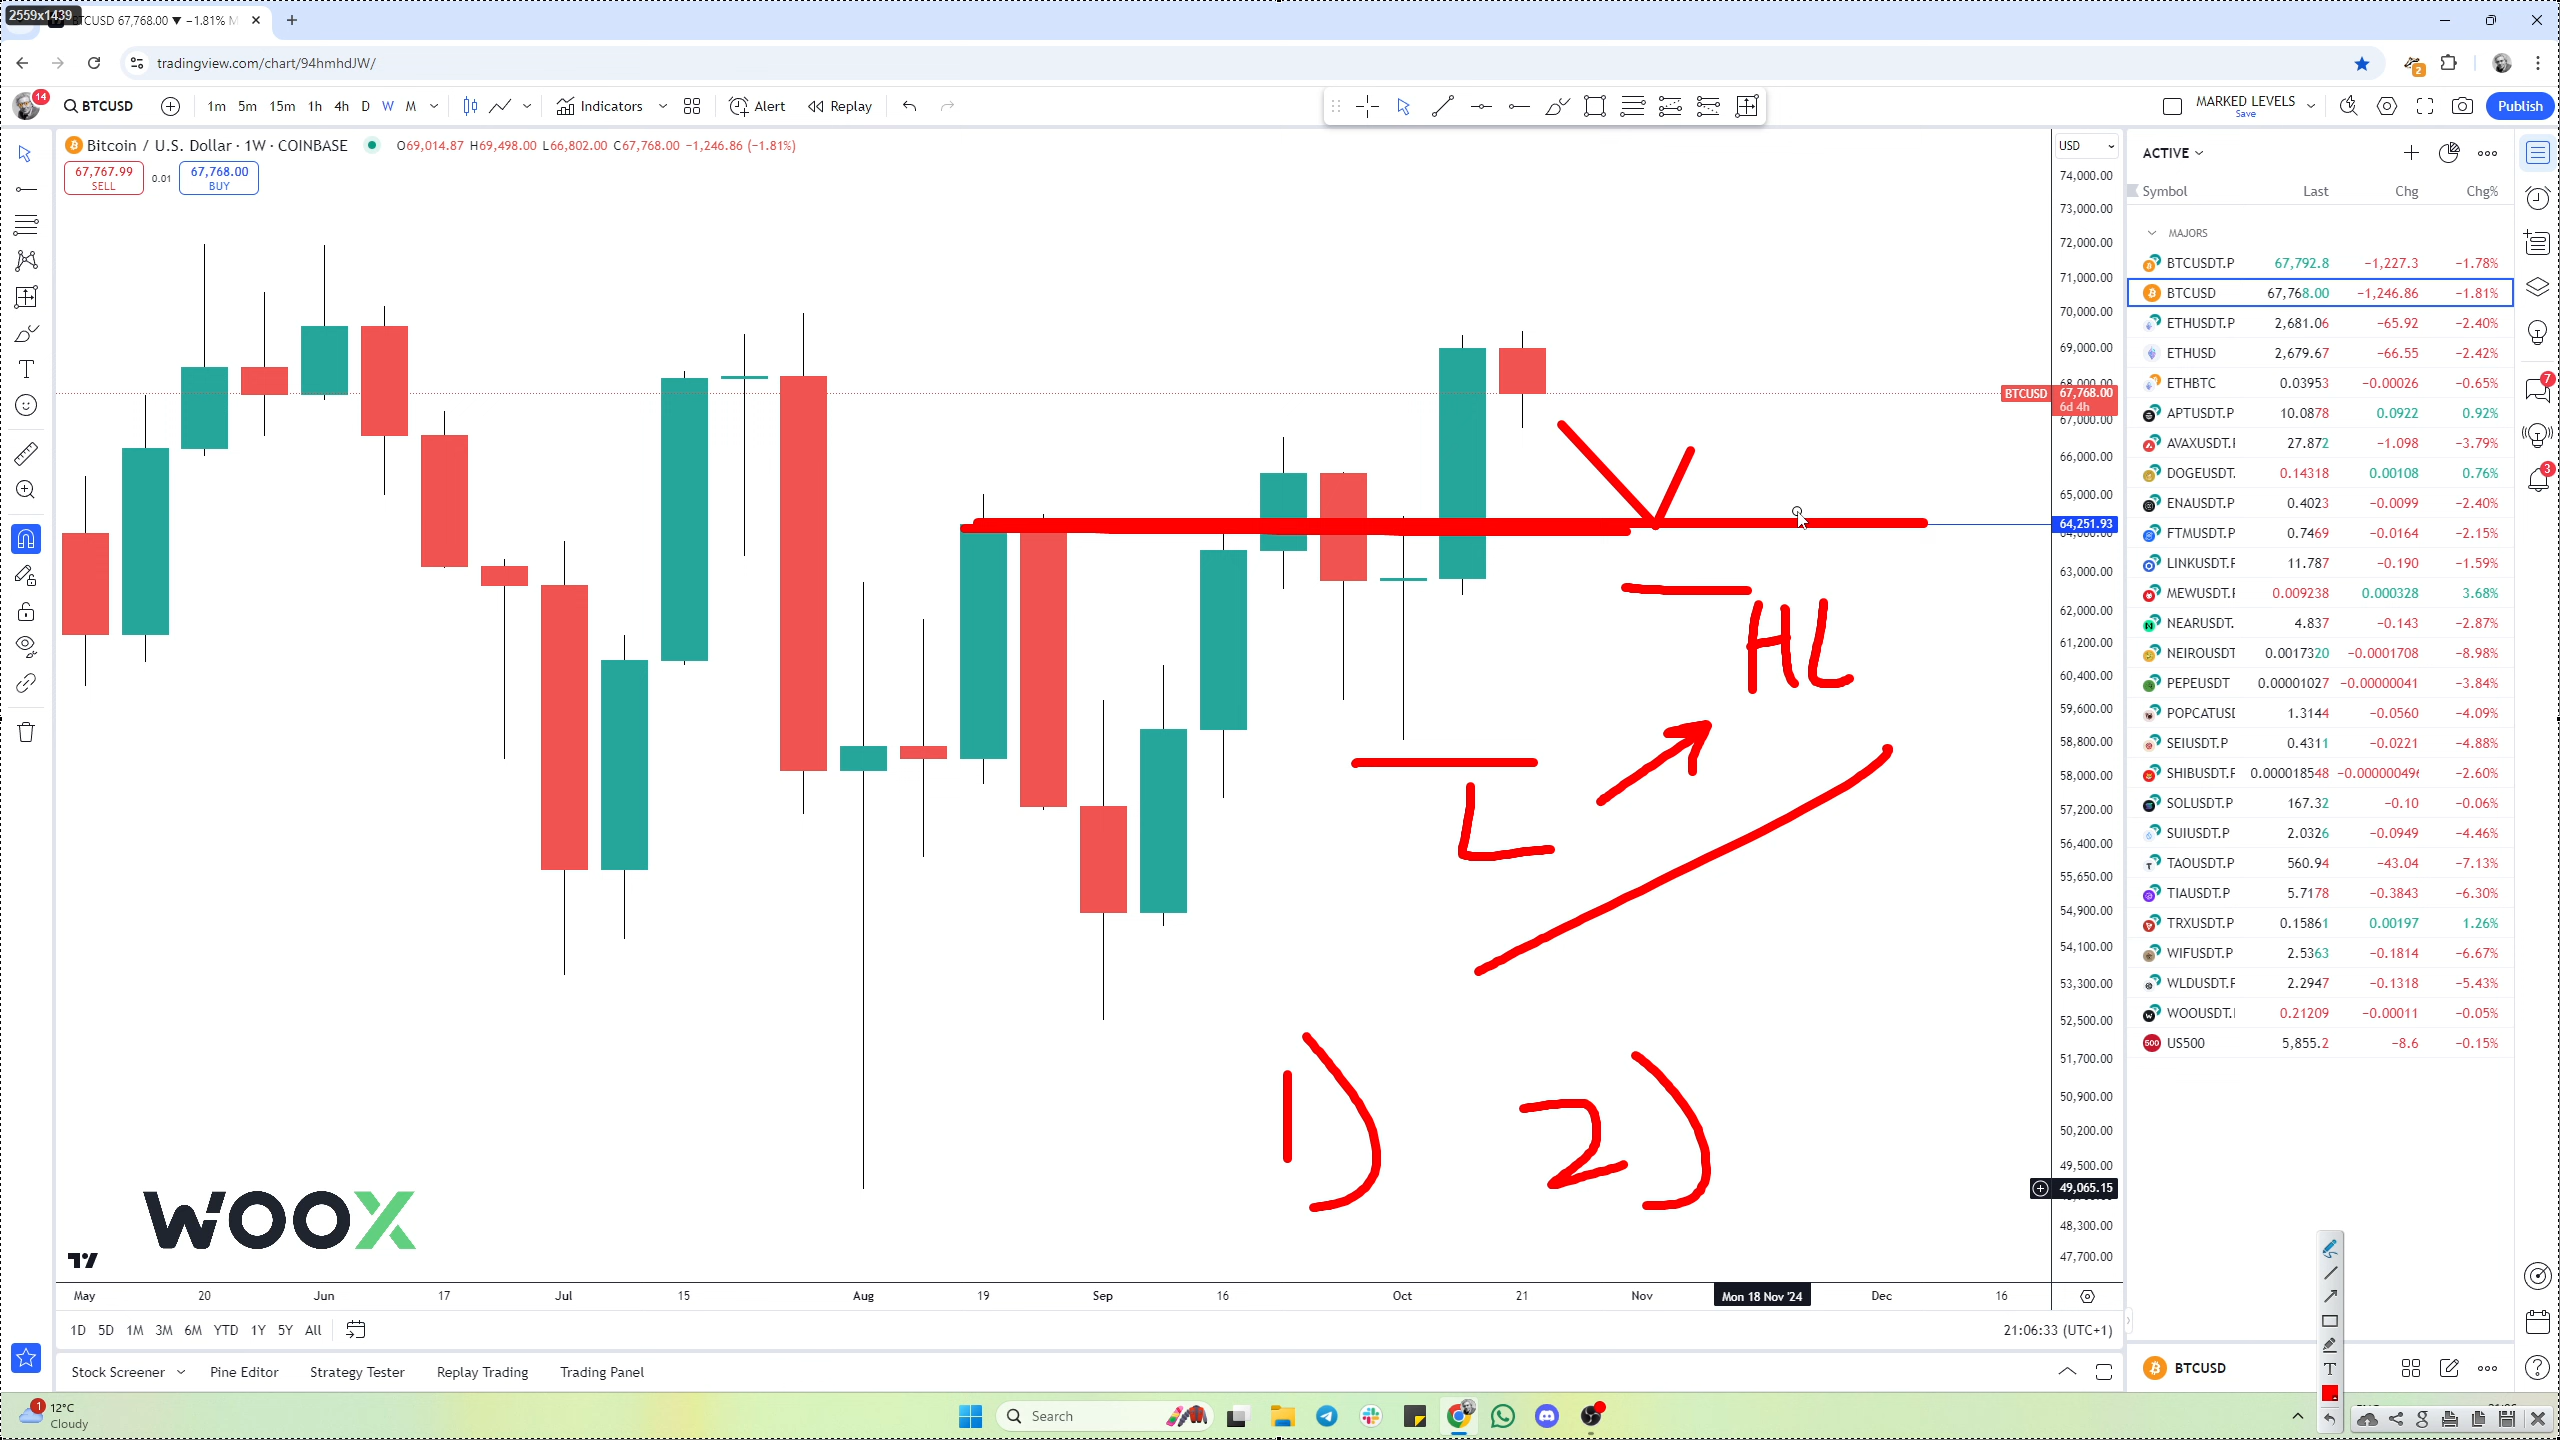 2559x1439
BTCUSD 67,768.00 ▼ −1.81% M
tradingview.com/chart/94hmhdJW/
14
BTCUSD 1m 5m 15m 1h 4h D W M Indicators Alert Replay
MARKED LEVELS
Save
Publish
2
Bitcoin / U.S. Dollar · 1W · COINBASE O69,014.87 H69,498.00 L66,802.00 C67,768.00 −1,246.86 (−1.81%)
67,767.99
SELL
0.01
67,768.00
BUY
USD
74,000.00
73,000.00
72,000.00
71,000.00
70,000.00
69,000.00
68,000.00
BTCUSD 67,768.00
6d 4h
67,000.00
66,000.00
65,000.00
64,251.93
64,000.00
63,000.00
62,000.00
61,200.00
60,400.00
59,600.00
58,800.00
58,000.00
57,200.00
56,400.00
55,650.00
54,900.00
54,100.00
53,300.00
52,500.00
51,700.00
50,900.00
50,200.00
49,500.00
49,065.15
48,300.00
47,700.00
HL
L
1) 2)
WOOX
May 20 Jun 17 Jul 15 Aug 19 Sep 16 Oct 21 Nov Mon 18 Nov '24 Dec 16
1D 5D 1M 3M 6M YTD 1Y 5Y All
21:06:33 (UTC+1)
Stock Screener Pine Editor Strategy Tester Replay Trading Trading Panel
ACTIVE
Symbol Last Chg Chg%
MAJORS
BTCUSDT.P 67,792.8 −1,227.3 −1.78%
BTCUSD 67,768.00 −1,246.86 −1.81%
ETHUSDT.P 2,681.06 −65.92 −2.40%
ETHUSD 2,679.67 −66.55 −2.42%
ETHBTC 0.03953 −0.00026 −0.65%
APTUSDT.P 10.0878 0.0922 0.92%
AVAXUSDT.P 27.872 −1.098 −3.79%
DOGEUSDT. 0.14318 0.00108 0.76%
ENAUSDT.P 0.4023 −0.0099 −2.40%
FTMUSDT.P 0.7469 −0.0164 −2.15%
LINKUSDT.P 11.787 −0.190 −1.59%
MEWUSDT.P 0.009238 0.000328 3.68%
NEARUSDT. 4.837 −0.143 −2.87%
NEIROUSDT 0.0017320 −0.0001708 −8.98%
PEPEUSDT 0.00001027 −0.00000041 −3.84%
POPCATUSD 1.3144 −0.0560 −4.09%
SEIUSDT.P 0.4311 −0.0221 −4.88%
SHIBUSDT.P 0.000018548 −0.000000496 −2.60%
SOLUSDT.P 167.32 −0.10 −0.06%
SUIUSDT.P 2.0326 −0.0949 −4.46%
TAOUSDT.P 560.94 −43.04 −7.13%
TIAUSDT.P 5.7178 −0.3843 −6.30%
TRXUSDT.P 0.15861 0.00197 1.26%
WIFUSDT.P 2.5363 −0.1814 −6.67%
WLDUSDT.P 2.2947 −0.1318 −5.43%
WOOUSDT. 0.21209 −0.00011 −0.05%
500 US500 5,855.2 −8.6 −0.15%
7
3
BTCUSD
1
12°C
Cloudy
Search